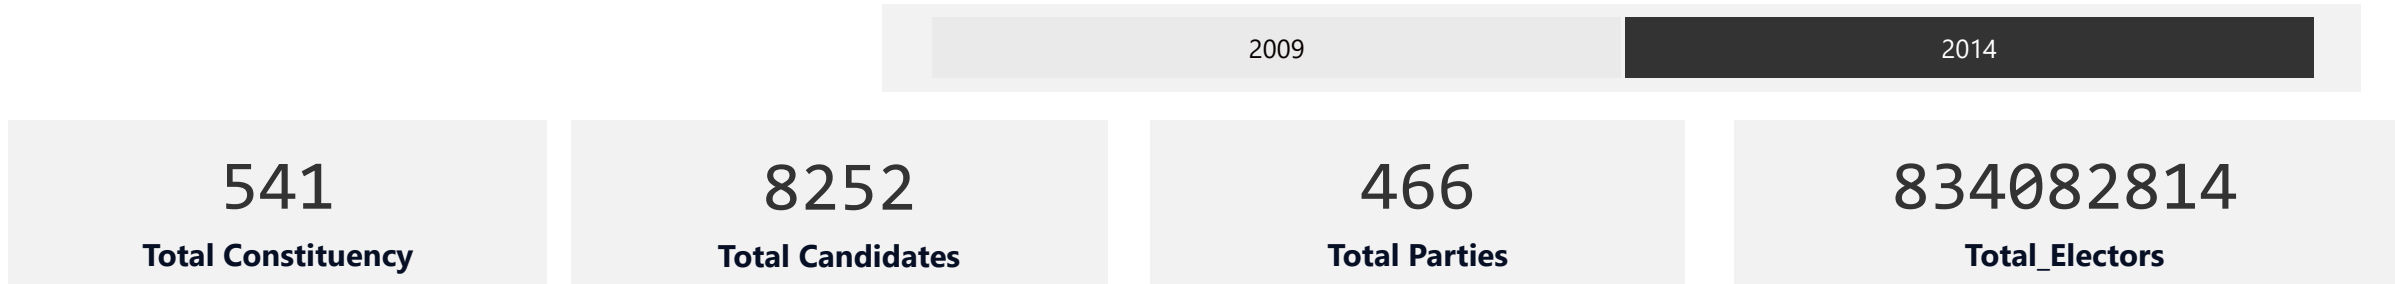 2009
2014
541
Total Constituency
8252
Total Candidates
466
Total Parties
834082814
Total_Electors